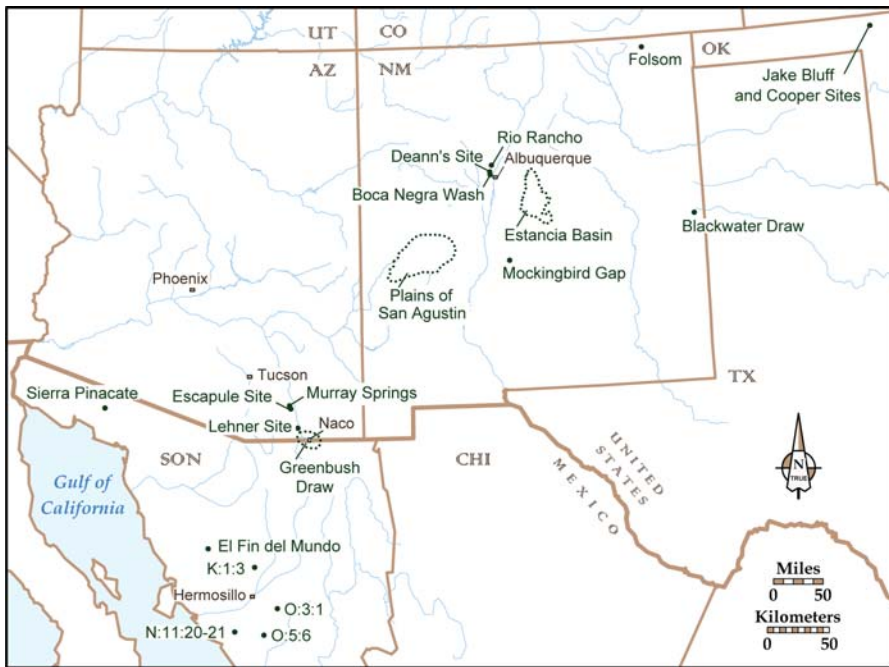 UT
CO
AZ
NM
OK
Folsom
Jake Bluff
and Cooper Sites
Rio Rancho
Deann's Site
Albuquerque
Boca Negra Wash
Estancia Basin
Blackwater Draw
Mockingbird Gap
Plains of
San Agustin
Phoenix
TX
Tucson
Sierra Pinacate
Escapule Site
Murray Springs
Lehner Site
Naco
Greenbush
Draw
SON
CHI
UNITED
STATES
MEXICO
N
TRUE
Gulf of
California
El Fin del Mundo
K:1:3
Hermosillo
O:3:1
N:11:20-21
O:5:6
Miles
0 50
Kilometers
0 50